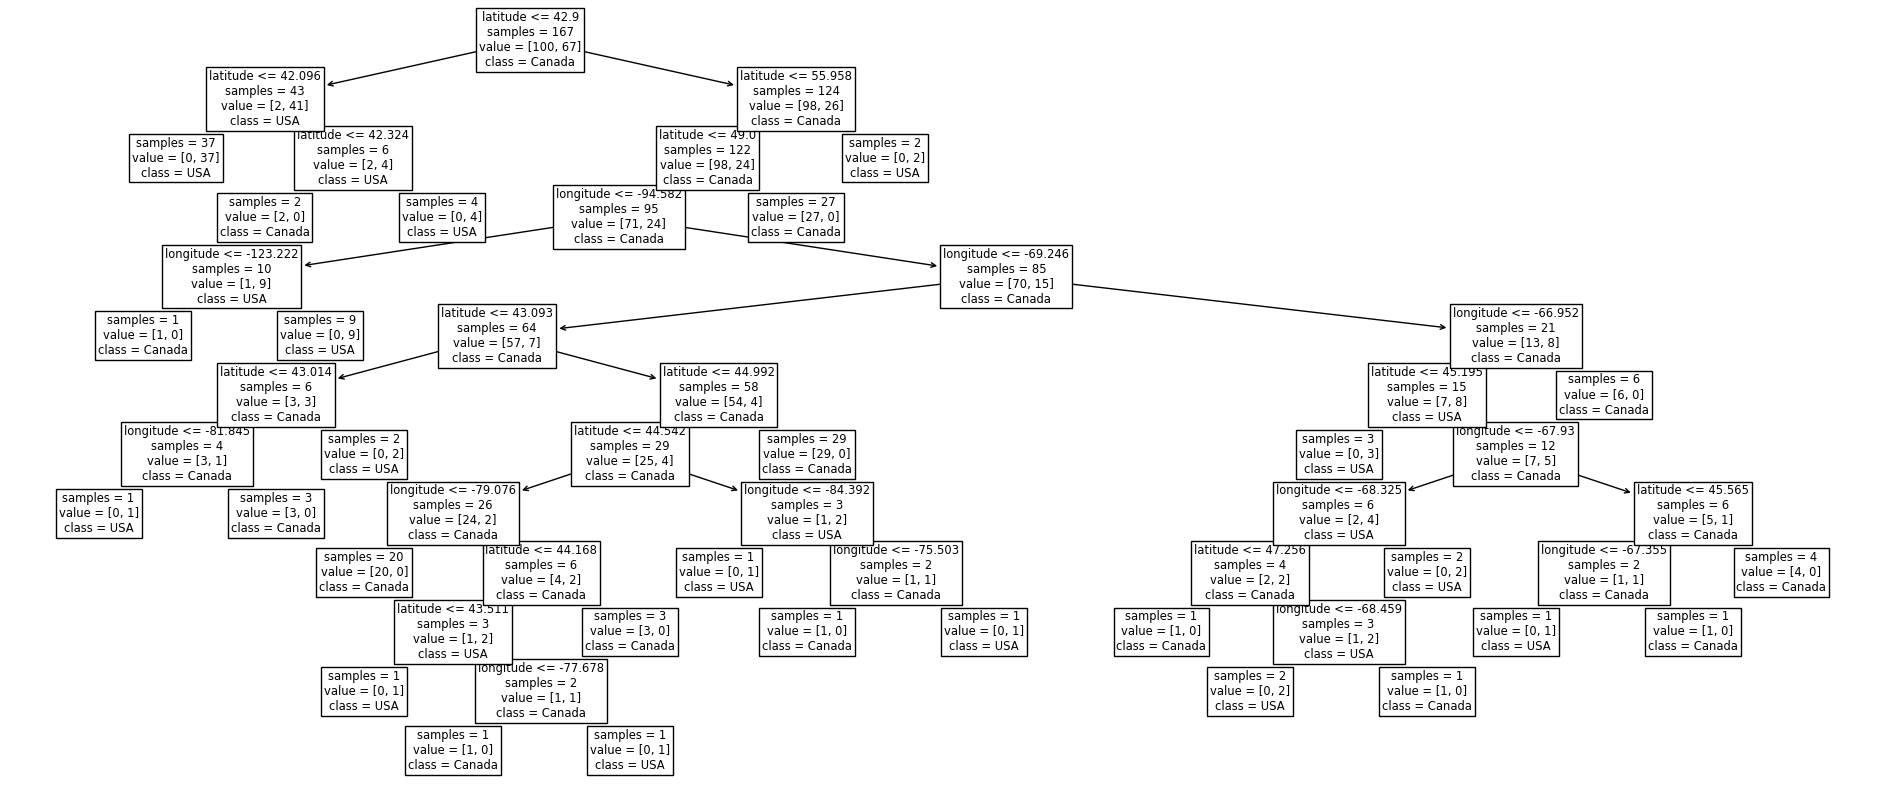 latitude <= 42.9
samples = 167
value = [100, 67]
class = Canada
latitude <= 42.096
samples = 43
value = [2, 41]
class = USA
latitude <= 55.958
samples = 124
value = [98, 26]
class = Canada
samples = 37
value = [0, 37]
class = USA
latitude <= 42.324
samples = 6
value = [2, 4]
class = USA
latitude <= 49.0
samples = 122
value = [98, 24]
class = Canada
samples = 2
value = [0, 2]
class = USA
samples = 2
value = [2, 0]
class = Canada
samples = 4
value = [0, 4]
class = USA
longitude <= -94.582
samples = 95
value = [71, 24]
class = Canada
samples = 27
value = [27, 0]
class = Canada
longitude <= -123.222
samples = 10
value = [1, 9]
class = USA
longitude <= -69.246
samples = 85
value = [70, 15]
class = Canada
samples = 1
value = [1, 0]
class = Canada
samples = 9
value = [0, 9]
class = USA
latitude <= 43.093
samples = 64
value = [57, 7]
class = Canada
longitude <= -66.952
samples = 21
value = [13, 8]
class = Canada
latitude <= 43.014
samples = 6
value = [3, 3]
class = Canada
latitude <= 44.992
samples = 58
value = [54, 4]
class = Canada
latitude <= 45.195
samples = 15
value = [7, 8]
class = USA
samples = 6
value = [6, 0]
class = Canada
longitude <= -81.845
samples = 4
value = [3, 1]
class = Canada
samples = 2
value = [0, 2]
class = USA
latitude <= 44.542
samples = 29
value = [25, 4]
class = Canada
samples = 29
value = [29, 0]
class = Canada
samples = 3
value = [0, 3]
class = USA
longitude <= -67.93
samples = 12
value = [7, 5]
class = Canada
samples = 1
value = [0, 1]
class = USA
samples = 3
value = [3, 0]
class = Canada
longitude <= -79.076
samples = 26
value = [24, 2]
class = Canada
longitude <= -84.392
samples = 3
value = [1, 2]
class = USA
longitude <= -68.325
samples = 6
value = [2, 4]
class = USA
latitude <= 45.565
samples = 6
value = [5, 1]
class = Canada
samples = 20
value = [20, 0]
class = Canada
latitude <= 44.168
samples = 6
value = [4, 2]
class = Canada
samples = 1
value = [0, 1]
class = USA
longitude <= -75.503
samples = 2
value = [1, 1]
class = Canada
latitude <= 47.256
samples = 4
value = [2, 2]
class = Canada
samples = 2
value = [0, 2]
class = USA
longitude <= -67.355
samples = 2
value = [1, 1]
class = Canada
samples = 4
value = [4, 0]
class = Canada
latitude <= 43.511
samples = 3
value = [1, 2]
class = USA
samples = 3
value = [3, 0]
class = Canada
samples = 1
value = [1, 0]
class = Canada
samples = 1
value = [0, 1]
class = USA
samples = 1
value = [1, 0]
class = Canada
longitude <= -68.459
samples = 3
value = [1, 2]
class = USA
samples = 1
value = [0, 1]
class = USA
samples = 1
value = [1, 0]
class = Canada
samples = 1
value = [0, 1]
class = USA
longitude <= -77.678
samples = 2
value = [1, 1]
class = Canada
samples = 2
value = [0, 2]
class = USA
samples = 1
value = [1, 0]
class = Canada
samples = 1
value = [1, 0]
class = Canada
samples = 1
value = [0, 1]
class = USA